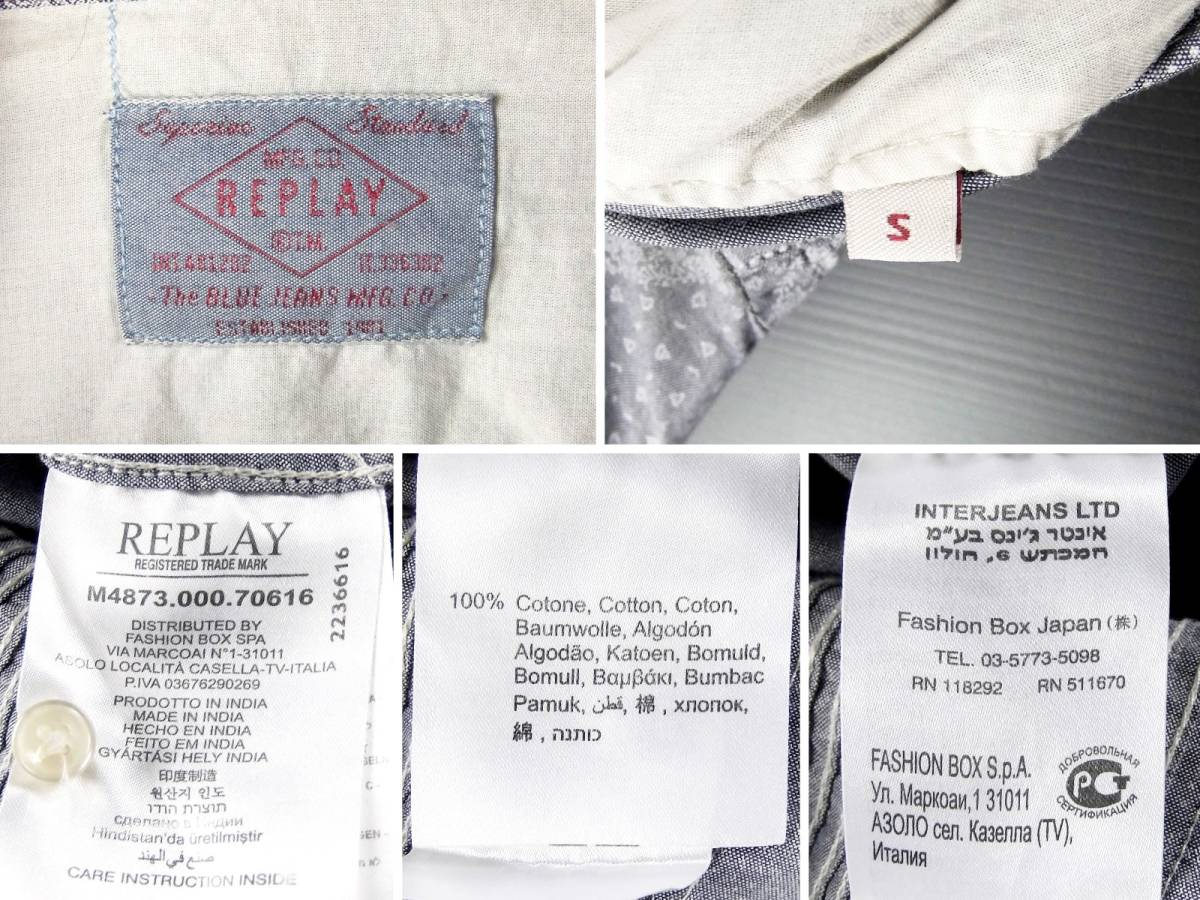 Superior Standard
MFG. CO.
REPLAY
©T.M.
INT.461282 IT.336382
-The BLUE JEANS MFG. CO.-
ESTABLISHED 1981
S
REPLAY
REGISTERED TRADE MARK
M4873.000.70616
2236616
DISTRIBUTED BY
FASHION BOX SPA
VIA MARCOAI N°1-31011
ASOLO LOCALITÀ CASELLA-TV-ITALIA
P.IVA 03676290269
PRODOTTO IN INDIA
MADE IN INDIA
HECHO EN INDIA
FEITO EM INDIA
GYÁRTÁSI HELY INDIA
印度制造
원산지 인도
תוצרת הודו
сделано в Индии
Hindistan'da üretilmiştir
صنع في الهند
CARE INSTRUCTION INSIDE
100% Cotone, Cotton, Coton,
Baumwolle, Algodón
Algodão, Katoen, Bomuld,
Bomull, Βαμβάκι, Bumbac
Pamuk, قطن, 棉, хлопок,
綿, כותנה
INTERJEANS LTD
אינטר ג'ינס בע"מ
חמכתש 6, חולון
Fashion Box Japan (株)
TEL. 03-5773-5098
RN 118292 RN 511670
FASHION BOX S.p.A.
Ул. Маркоаи,1 31011
АЗОЛО сел. Казелла (TV),
Италия
ДОБРОВОЛЬНАЯ
РСТ
СЕРТИФИКАЦИЯ